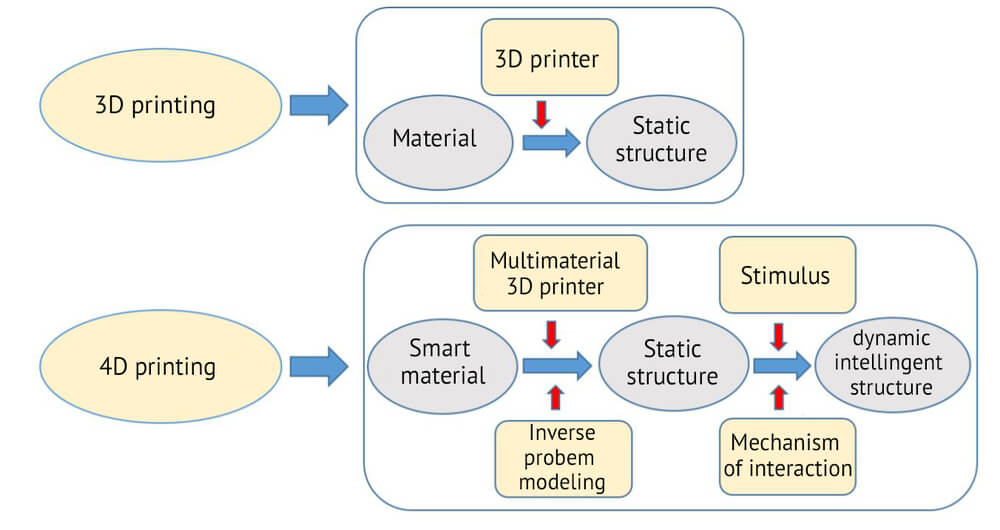 3D printing
3D printer
Material
Static
structure
4D printing
Multimaterial
3D printer
Stimulus
Smart
material
Static
structure
dynamic
intellingent
structure
Inverse
probem
modeling
Mechanism
of interaction